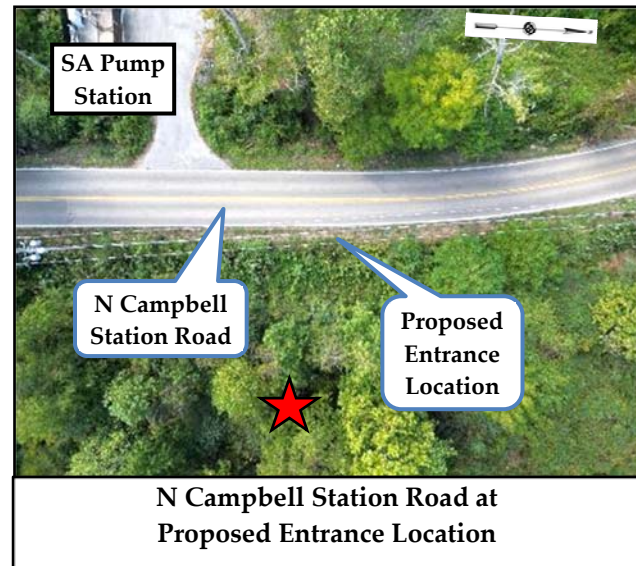 SA Pump
Station
N Campbell
Station Road
Proposed
Entrance
Location
N Campbell Station Road at
Proposed Entrance Location